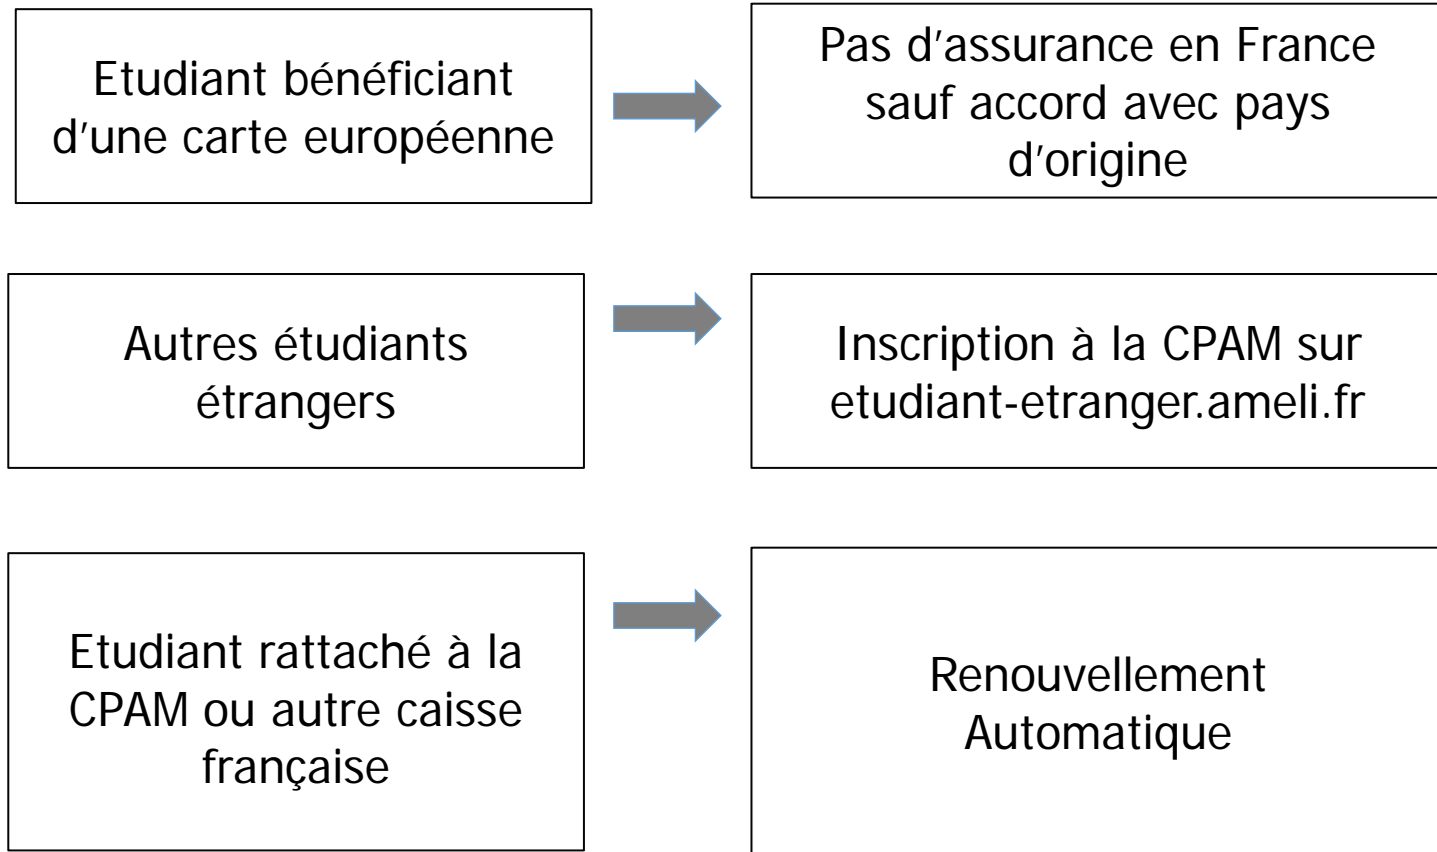 Etudiant bénéficiant
d’une carte européenne
Pas d’assurance en France
sauf accord avec pays
d’origine
Autres étudiants
étrangers
Inscription à la CPAM sur
etudiant-etranger.ameli.fr
Etudiant rattaché à la
CPAM ou autre caisse
française
Renouvellement
Automatique